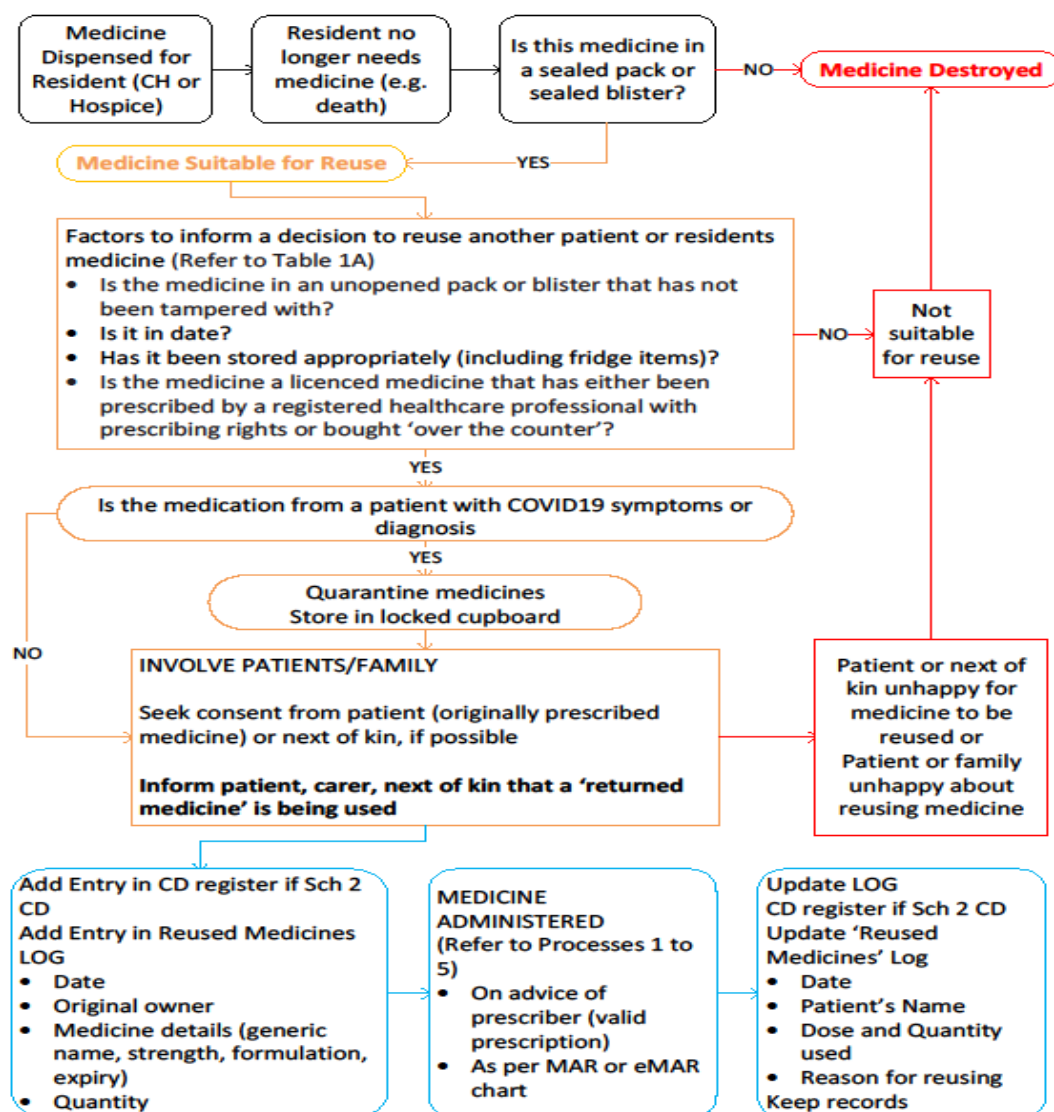 Medicine
Dispensed for
Resident (CH or
Hospice)
Resident no
longer needs
medicine (e.g.
death)
Is this medicine in
a sealed pack or
sealed blister?
NO
Medicine Destroyed
YES
Medicine Suitable for Reuse
Factors to inform a decision to reuse another patient or residents
medicine (Refer to Table 1A)
• Is the medicine in an unopened pack or blister that has not
been tampered with?
• Is it in date?
• Has it been stored appropriately (including fridge items)?
• Is the medicine a licenced medicine that has either been
prescribed by a registered healthcare professional with
prescribing rights or bought ‘over the counter’?
NO
Not
suitable
for reuse
YES
Is the medication from a patient with COVID19 symptoms or
diagnosis
YES
Quarantine medicines
Store in locked cupboard
NO
INVOLVE PATIENTS/FAMILY
Seek consent from patient (originally prescribed
medicine) or next of kin, if possible
Inform patient, carer, next of kin that a ‘returned
medicine’ is being used
Patient or next of
kin unhappy for
medicine to be
reused or
Patient or family
unhappy about
reusing medicine
Add Entry in CD register if Sch 2
CD
Add Entry in Reused Medicines
LOG
• Date
• Original owner
• Medicine details (generic
name, strength, formulation,
expiry)
• Quantity
MEDICINE
ADMINISTERED
(Refer to Processes 1 to
5)
• On advice of
prescriber (valid
prescription)
• As per MAR or eMAR
chart
Update LOG
CD register if Sch 2 CD
Update ‘Reused
Medicines’ Log
• Date
• Patient’s Name
• Dose and Quantity
used
• Reason for reusing
Keep records